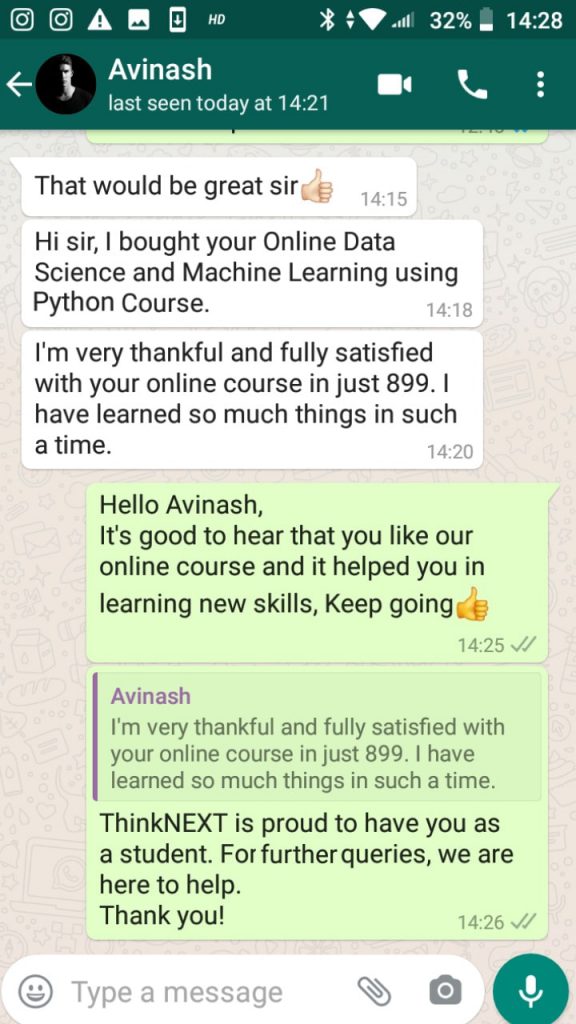 HD 32% 14:28
Avinash
last seen today at 14:21
That would be great sir👍🏻
14:15
Hi sir, I bought your Online Data
Science and Machine Learning using
Python Course.
14:18
I'm very thankful and fully satisfied
with your online course in just 899. I
have learned so much things in such
a time.
14:20
Hello Avinash,
It's good to hear that you like our
online course and it helped you in
learning new skills, Keep going👍
14:25
Avinash
I'm very thankful and fully satisfied with
your online course in just 899. I have
learned so much things in such a time.
ThinkNEXT is proud to have you as
a student. For further queries, we are
here to help.
Thank you!
14:26
Type a message